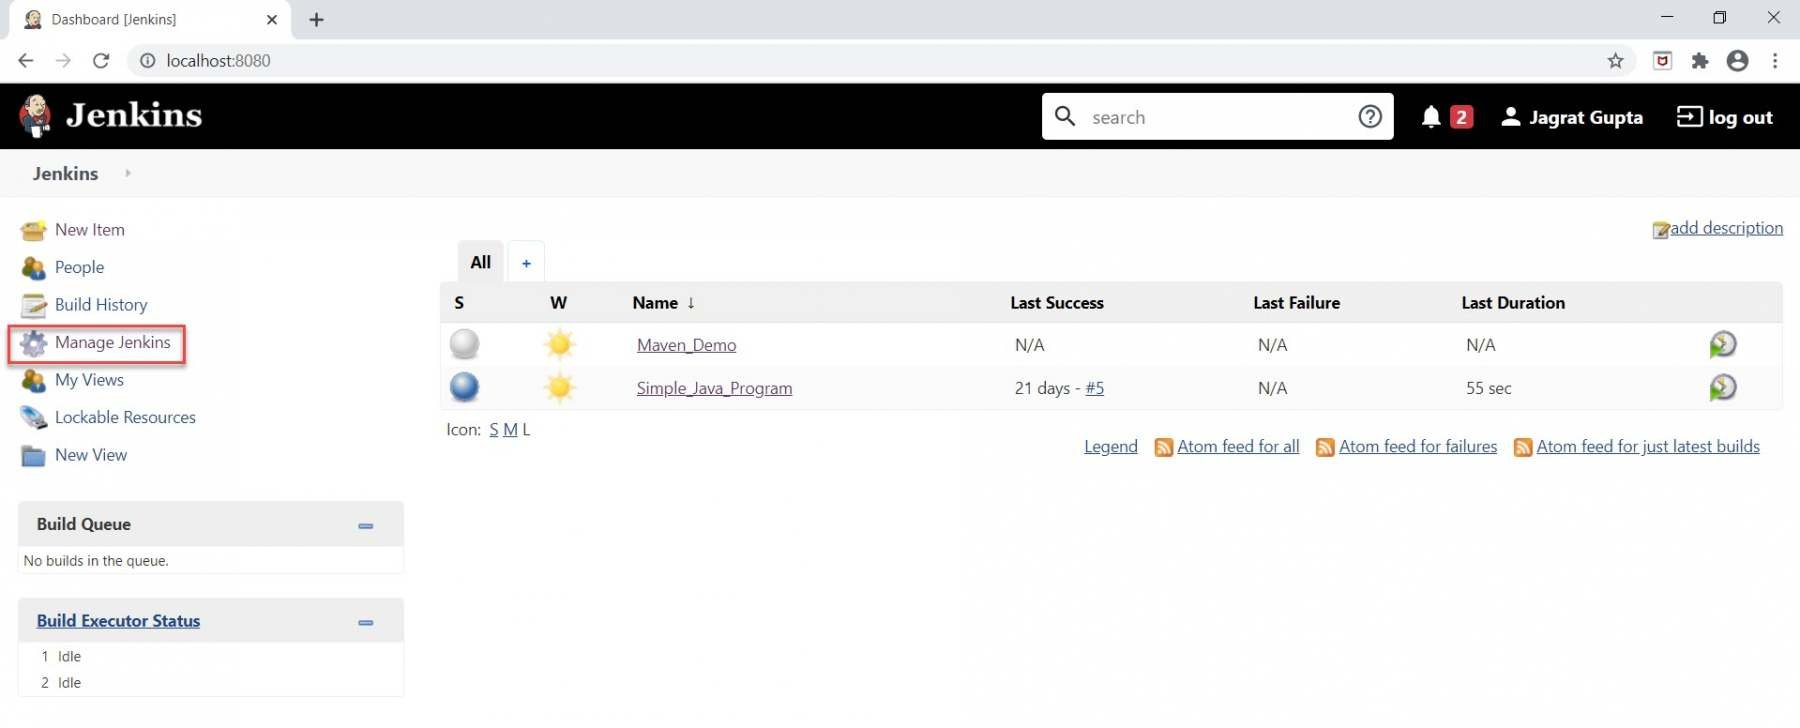 Dashboard [Jenkins]
localhost:8080
Jenkins
search
2
Jagrat Gupta
log out
Jenkins
New Item
People
Build History
Manage Jenkins
My Views
Lockable Resources
New View
add description
All +
S W Name ↓ Last Success Last Failure Last Duration
Maven_Demo N/A N/A N/A
Simple_Java_Program 21 days - #5 N/A 55 sec
Icon: S M L
Legend Atom feed for all Atom feed for failures Atom feed for just latest builds
Build Queue
No builds in the queue.
Build Executor Status
1 Idle
2 Idle